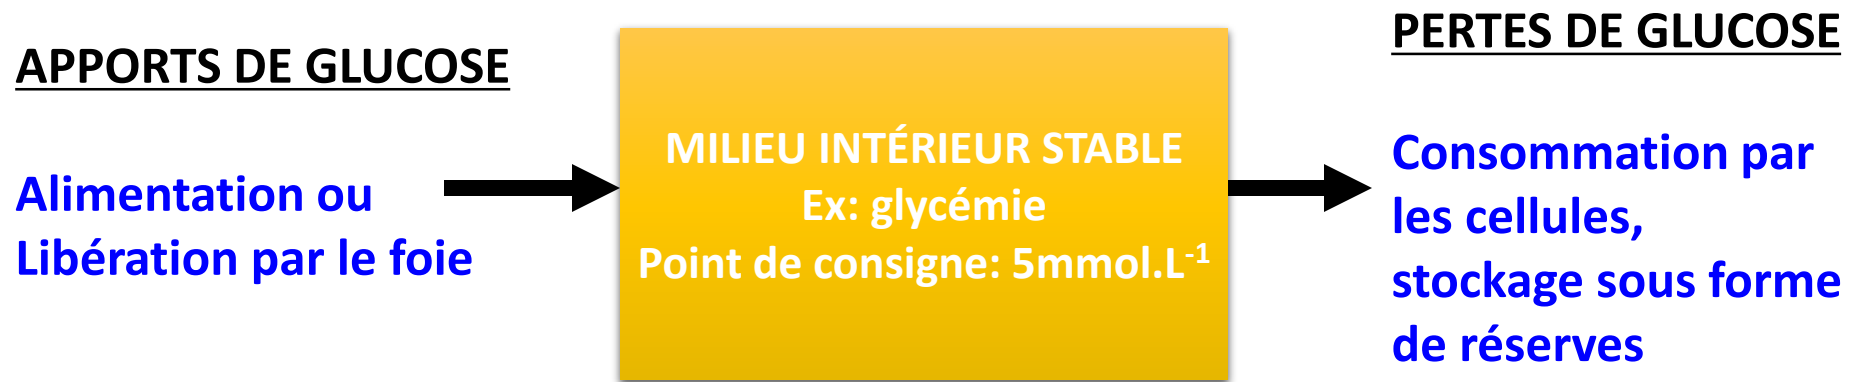 APPORTS DE GLUCOSE
Alimentation ou
Libération par le foie
MILIEU INTÉRIEUR STABLE
Ex: glycémie
Point de consigne: 5mmol.L⁻¹
PERTES DE GLUCOSE
Consommation par
les cellules,
stockage sous forme
de réserves